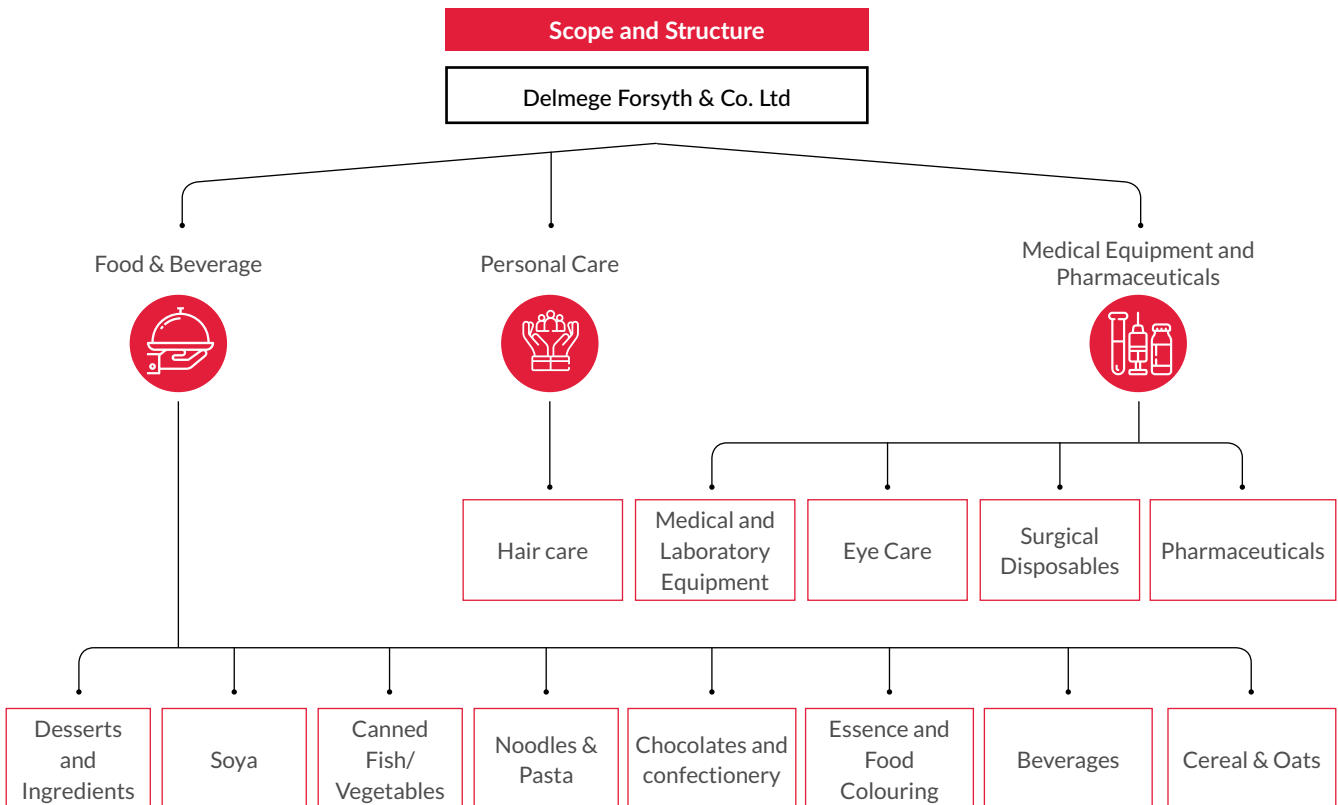 Scope and Structure
Delmege Forsyth & Co. Ltd
Food & Beverage
Personal Care
Medical Equipment and
Pharmaceuticals
Hair care
Medical and
Laboratory
Equipment
Eye Care
Surgical
Disposables
Pharmaceuticals
Desserts
and
Ingredients
Soya
Canned
Fish/
Vegetables
Noodles &
Pasta
Chocolates and
confectionery
Essence and
Food
Colouring
Beverages
Cereal & Oats